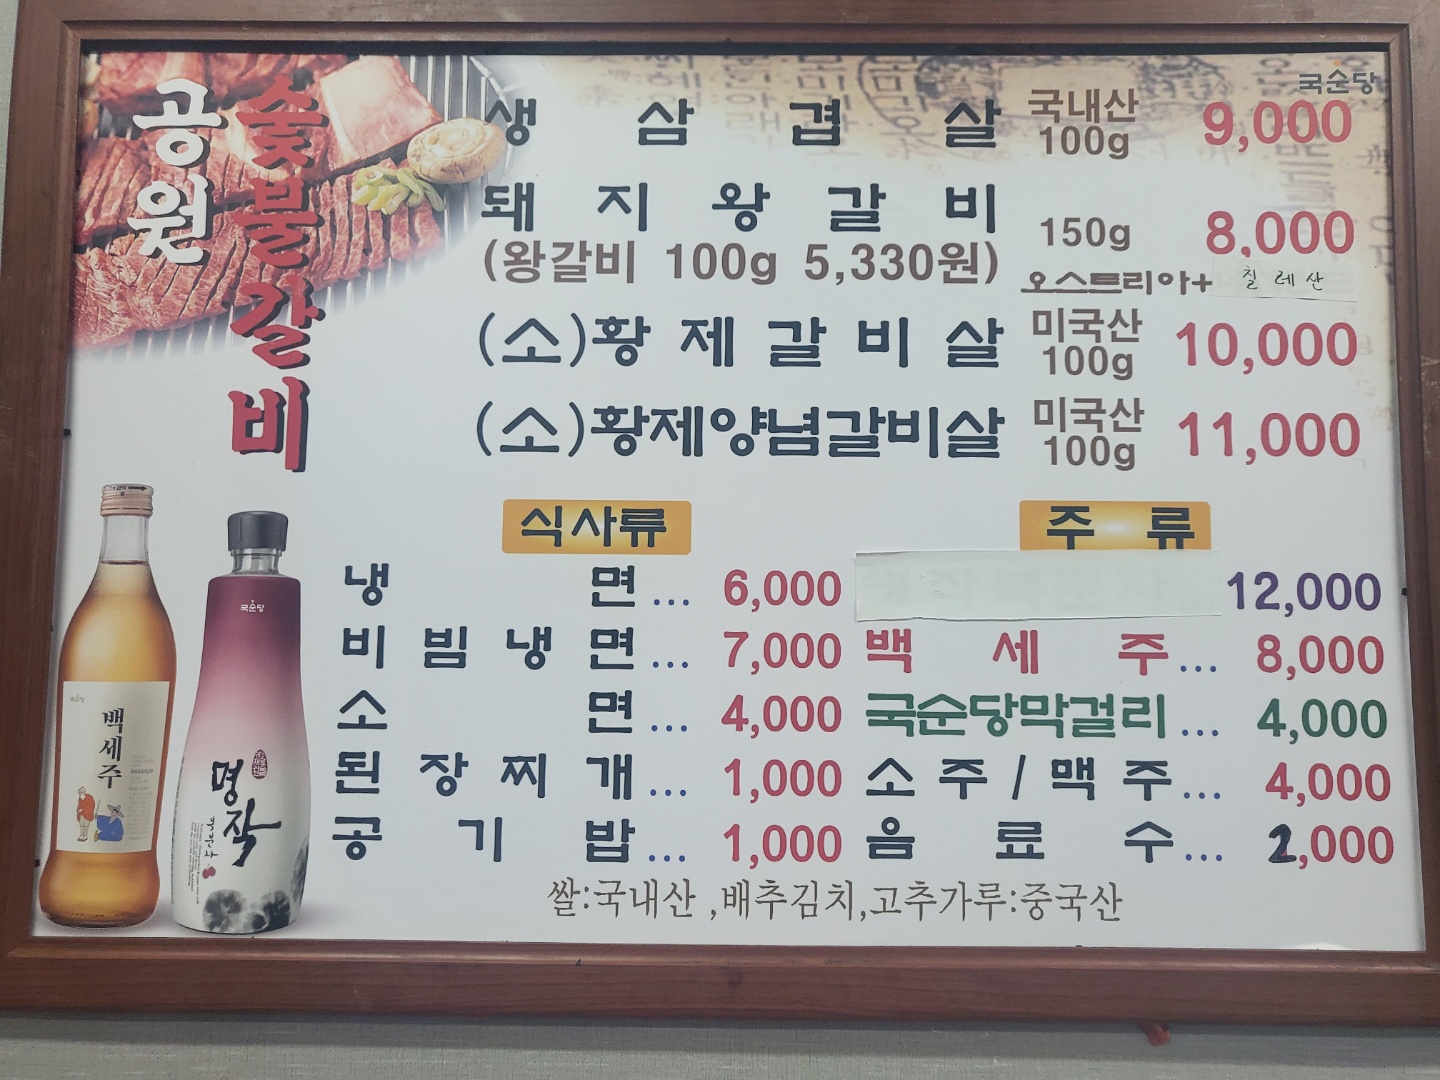 국순당
공원
숯불갈비
생삼겹살 국내산 100g 9,000
돼지왕갈비 150g 8,000
(왕갈비 100g 5,330원) 오스트리아+ 칠레산
(소)황제갈비살 미국산 100g 10,000
(소)황제양념갈비살 미국산 100g 11,000
식사류
냉면... 6,000
비빔냉면... 7,000
소면... 4,000
된장찌개... 1,000
공기밥... 1,000
주류
12,000
백세주... 8,000
국순당막걸리... 4,000
소주/맥주... 4,000
음료수... 2,000
쌀:국내산 ,배추김치,고추가루:중국산
백세주
국순당
명작
복분자